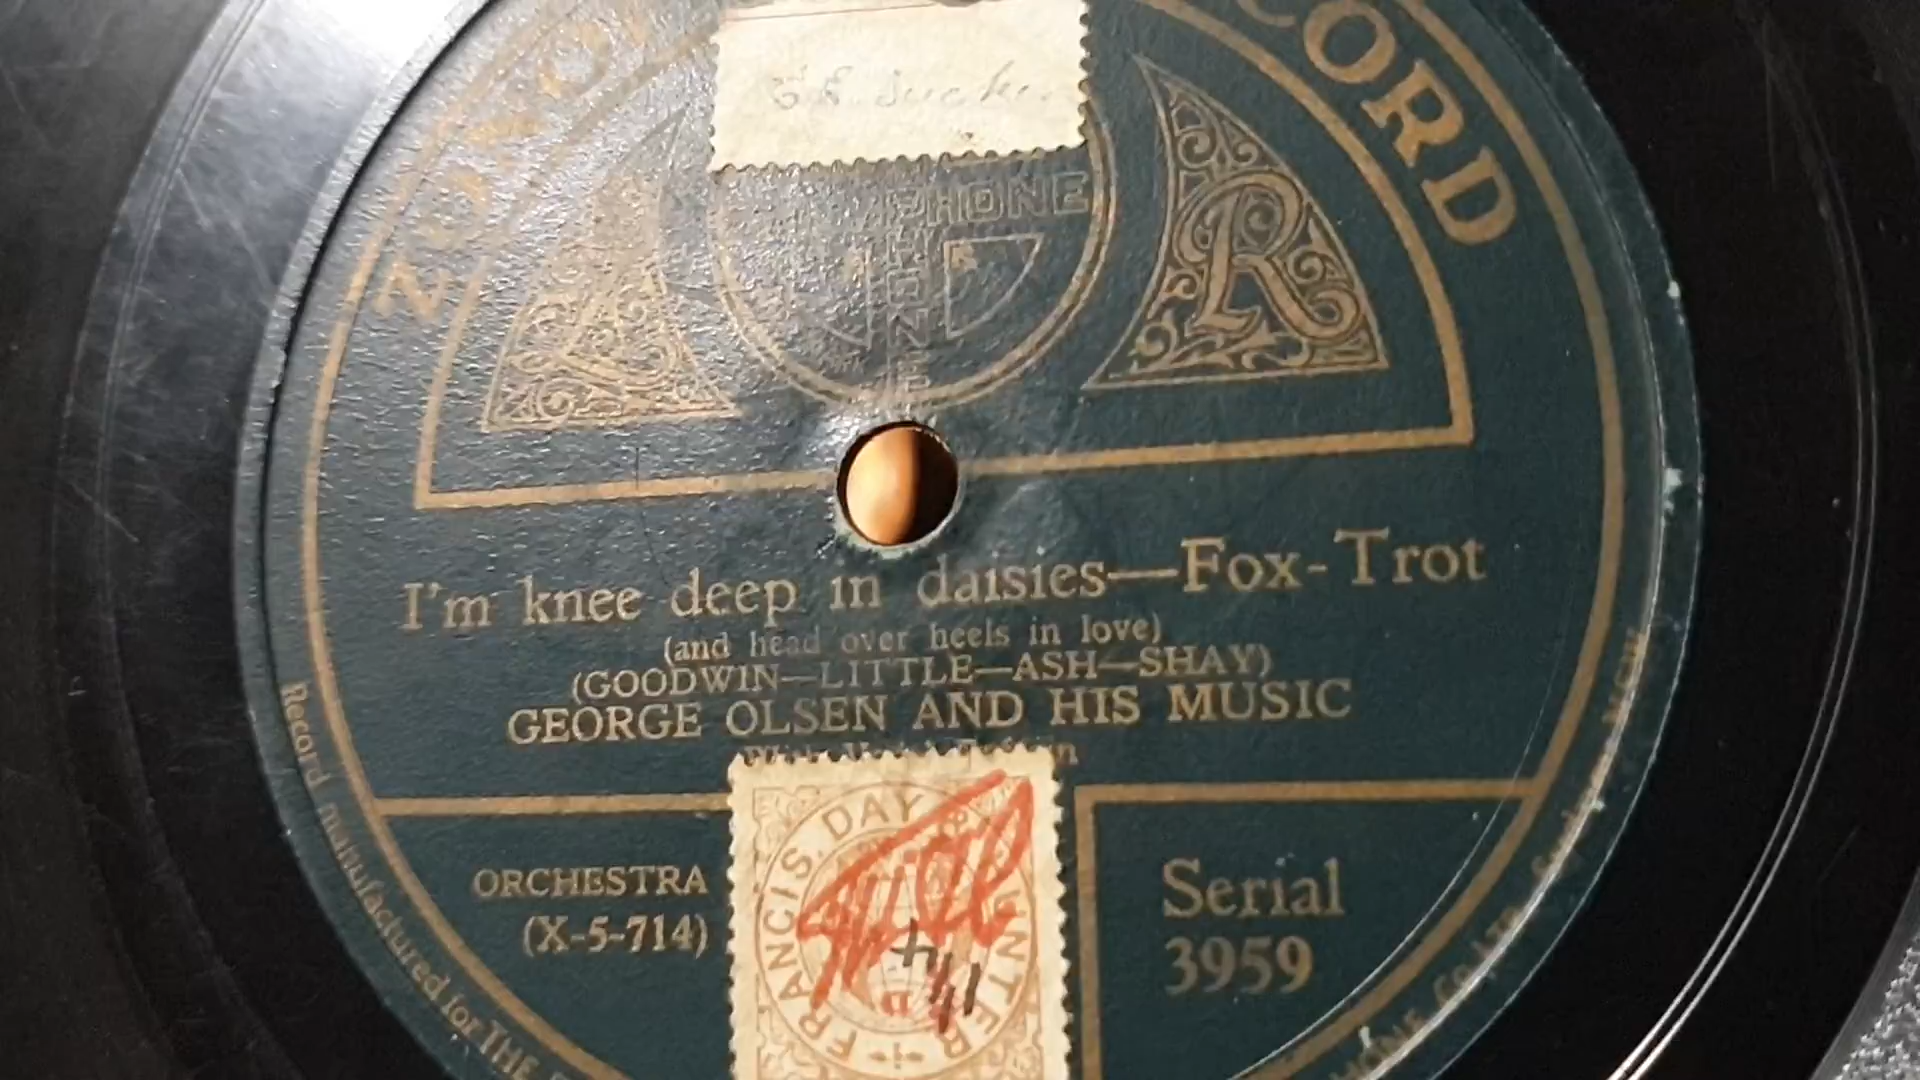 ZONOPHONE RECORD
R
I'm knee deep in daisies—Fox-Trot
(and head over heels in love)
(GOODWIN—LITTLE—ASH—SHAY)
GEORGE OLSEN AND HIS MUSIC
ORCHESTRA
(X-5-714)
FRANCIS, DAY HUNTER
Serial
3959
Record manufactured for THE